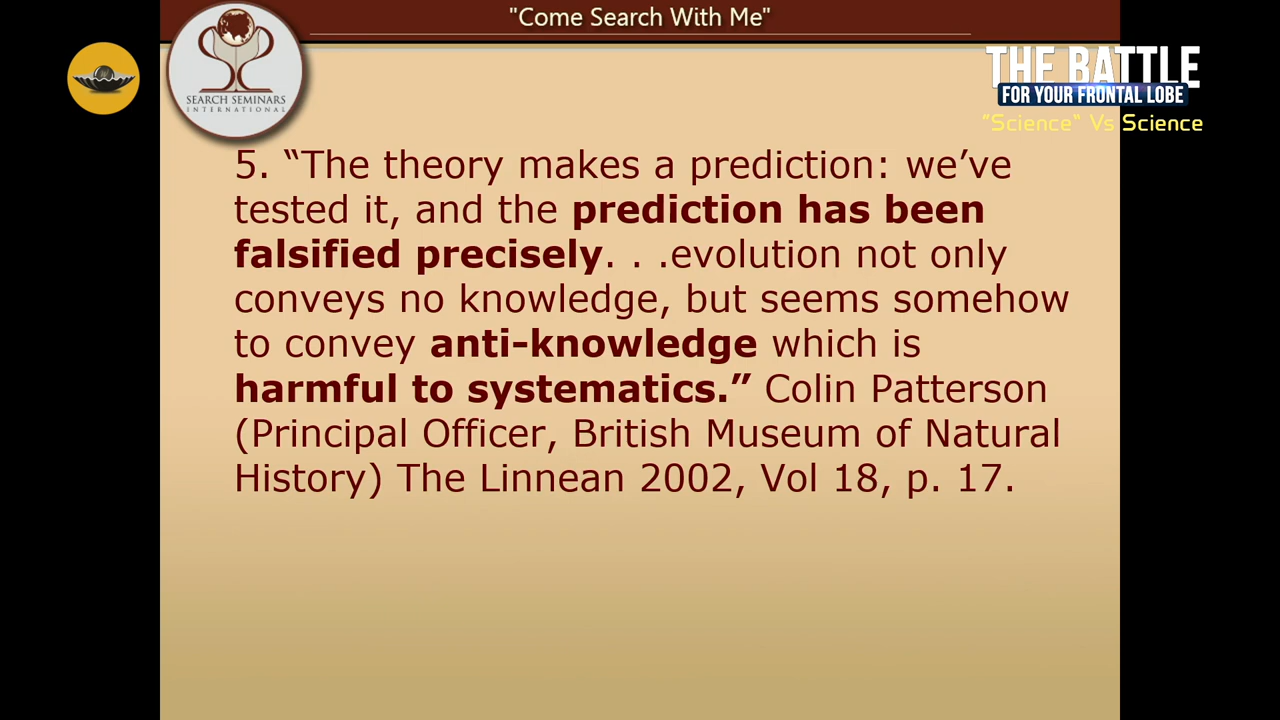 "Come Search With Me"
SEARCH SEMINARS
INTERNATIONAL
THE BATTLE
FOR YOUR FRONTAL LOBE
"Science" Vs Science
5. “The theory makes a prediction: we’ve
tested it, and the prediction has been
falsified precisely. . .evolution not only
conveys no knowledge, but seems somehow
to convey anti-knowledge which is
harmful to systematics.” Colin Patterson
(Principal Officer, British Museum of Natural
History) The Linnean 2002, Vol 18, p. 17.